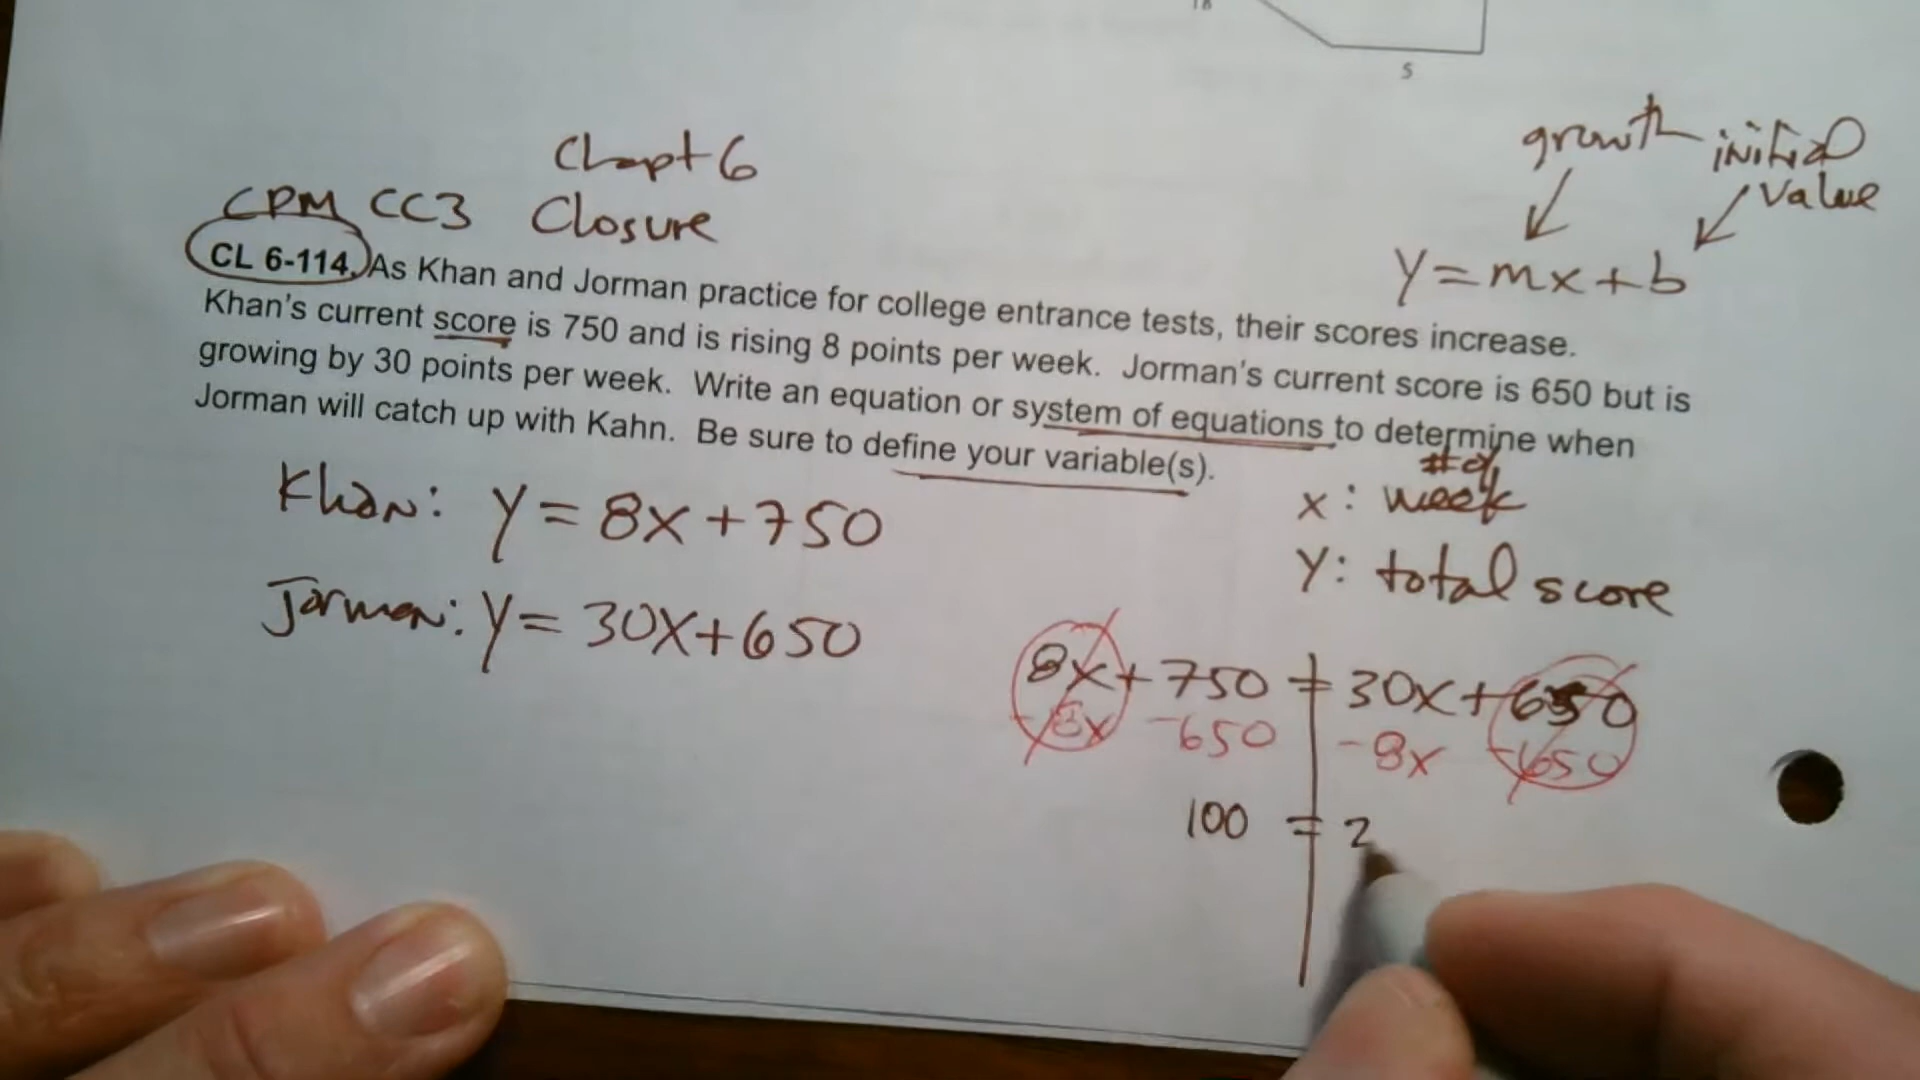 18
5
growth initial
value
y=mx+b
Chapt 6
CPM CC3 Closure
CL 6-114. As Khan and Jorman practice for college entrance tests, their scores increase.
Khan's current score is 750 and is rising 8 points per week. Jorman's current score is 650 but is
growing by 30 points per week. Write an equation or system of equations to determine when
Jorman will catch up with Kahn. Be sure to define your variable(s).
# of
x: week
Khan: y=8x+750
y: total score
Jorman: y=30x+650
8x+750=30x+650
-8x -650 -8x -650
100 = 2